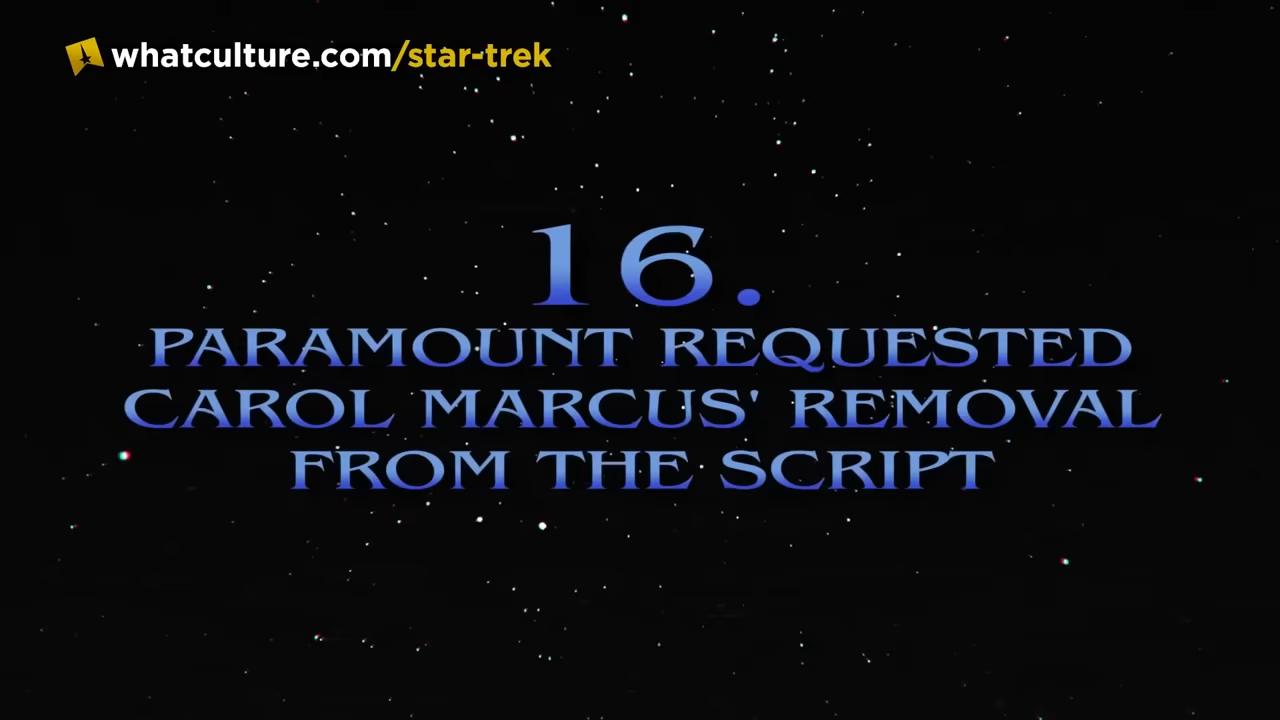 whatculture.com/star-trek
16.
PARAMOUNT REQUESTED
CAROL MARCUS' REMOVAL
FROM THE SCRIPT